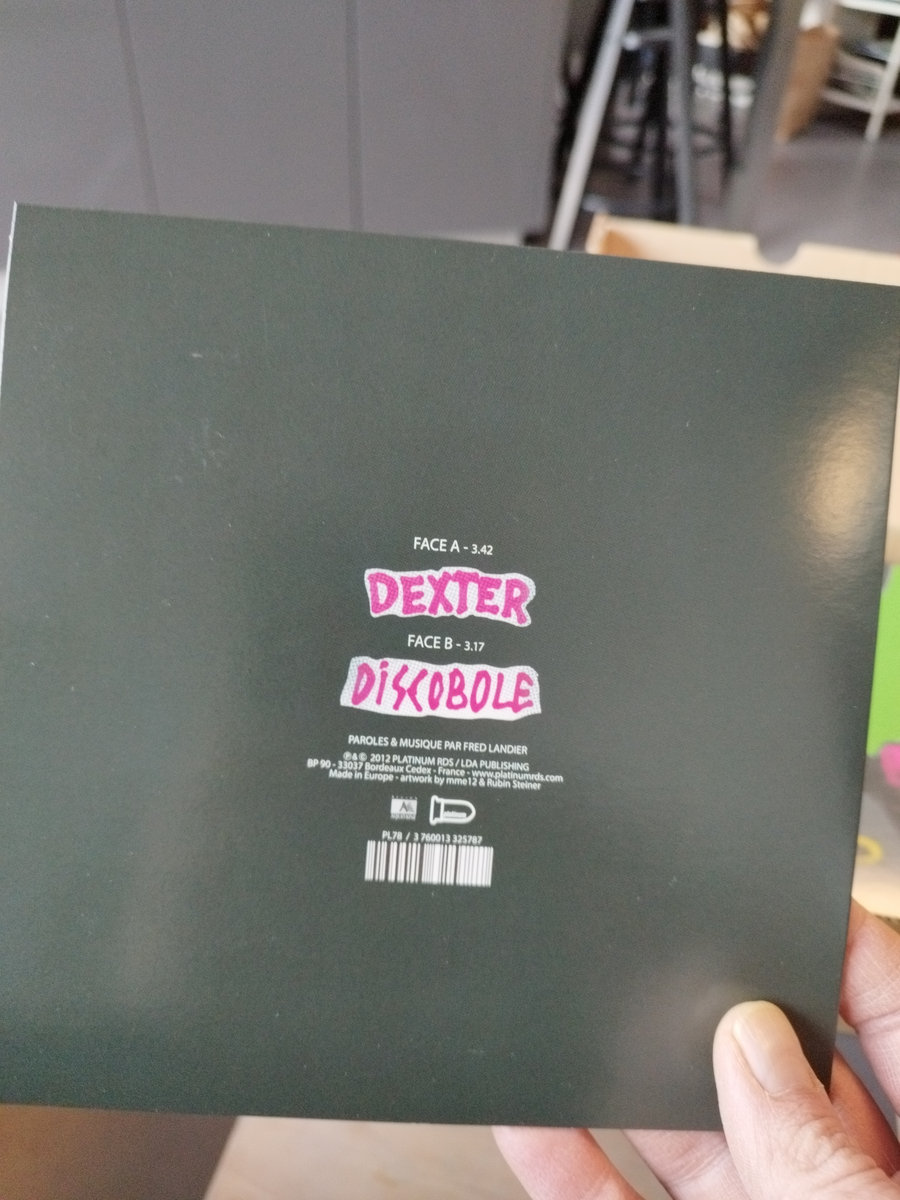 FACE A - 3.42
DEXTER
FACE B - 3.17
DiSCOBOLE
PAROLES & MUSIQUE PAR FRED LANDIER
℗ & © 2012 PLATINUM RDS / LDA PUBLISHING
BP 90 - 33037 Bordeaux Cedex - France - www.platinumrds.com
Made in Europe - artwork by mme12 & Rubin Steiner
platinum
PL78 / 3 760013 325787